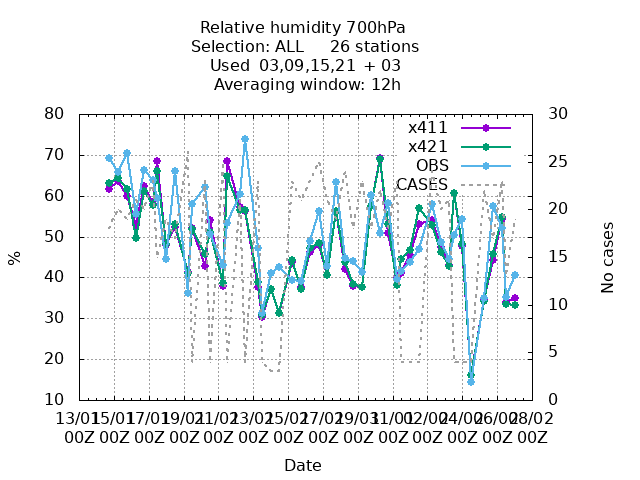 Relative humidity 700hPa
Selection: ALL 26 stations
Used 03,09,15,21 + 03
Averaging window: 12h
80 30
x411
x421
70 25
OBS
CASES
60 20
50 15
%
No cases
40 10
30
20 5
10 0
13/01 15/01 17/01 19/01 21/01 23/01 25/01 27/01 29/01 31/01 02/02 04/02 06/02 08/02
00Z 00Z 00Z 00Z 00Z 00Z 00Z 00Z 00Z 00Z 00Z 00Z 00Z 00Z
Date